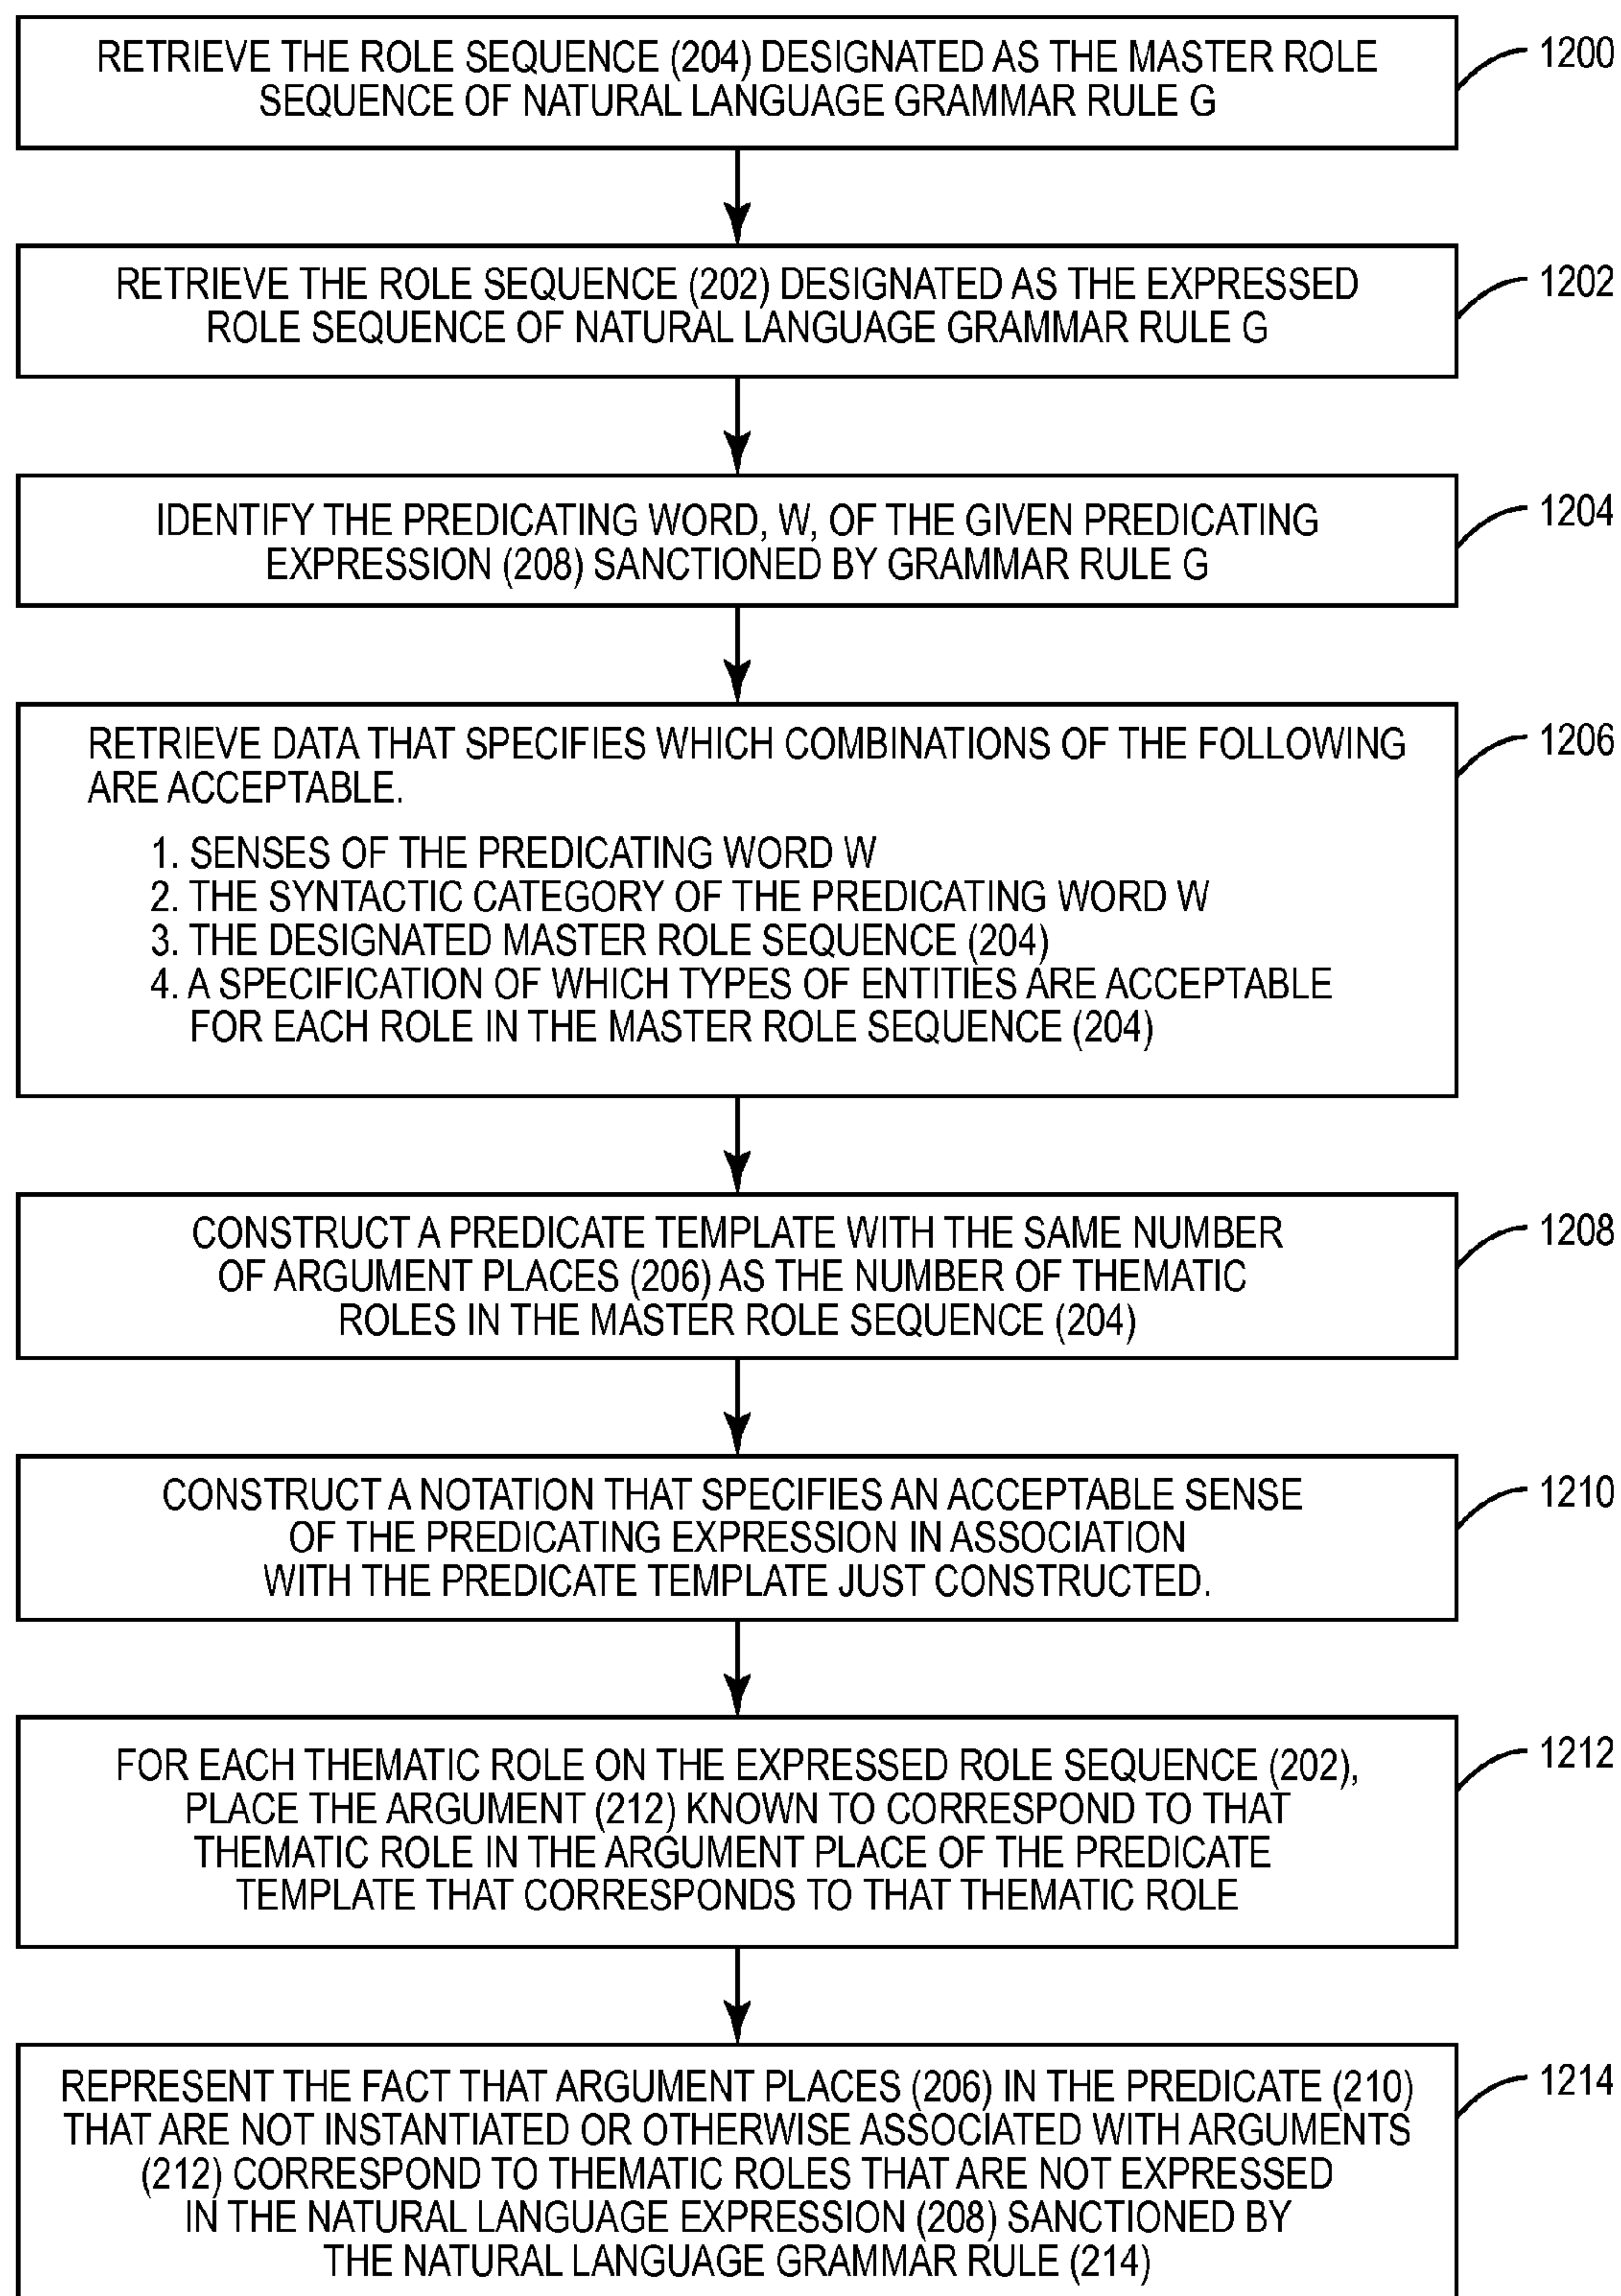 RETRIEVE THE ROLE SEQUENCE (204) DESIGNATED AS THE MASTER ROLE
SEQUENCE OF NATURAL LANGUAGE GRAMMAR RULE G
1200
RETRIEVE THE ROLE SEQUENCE (202) DESIGNATED AS THE EXPRESSED
ROLE SEQUENCE OF NATURAL LANGUAGE GRAMMAR RULE G
1202
IDENTIFY THE PREDICATING WORD, W, OF THE GIVEN PREDICATING
EXPRESSION (208) SANCTIONED BY GRAMMAR RULE G
1204
RETRIEVE DATA THAT SPECIFIES WHICH COMBINATIONS OF THE FOLLOWING
ARE ACCEPTABLE.
1. SENSES OF THE PREDICATING WORD W
2. THE SYNTACTIC CATEGORY OF THE PREDICATING WORD W
3. THE DESIGNATED MASTER ROLE SEQUENCE (204)
4. A SPECIFICATION OF WHICH TYPES OF ENTITIES ARE ACCEPTABLE
FOR EACH ROLE IN THE MASTER ROLE SEQUENCE (204)
1206
CONSTRUCT A PREDICATE TEMPLATE WITH THE SAME NUMBER
OF ARGUMENT PLACES (206) AS THE NUMBER OF THEMATIC
ROLES IN THE MASTER ROLE SEQUENCE (204)
1208
CONSTRUCT A NOTATION THAT SPECIFIES AN ACCEPTABLE SENSE
OF THE PREDICATING EXPRESSION IN ASSOCIATION
WITH THE PREDICATE TEMPLATE JUST CONSTRUCTED.
1210
FOR EACH THEMATIC ROLE ON THE EXPRESSED ROLE SEQUENCE (202),
PLACE THE ARGUMENT (212) KNOWN TO CORRESPOND TO THAT
THEMATIC ROLE IN THE ARGUMENT PLACE OF THE PREDICATE
TEMPLATE THAT CORRESPONDS TO THAT THEMATIC ROLE
1212
REPRESENT THE FACT THAT ARGUMENT PLACES (206) IN THE PREDICATE (210)
THAT ARE NOT INSTANTIATED OR OTHERWISE ASSOCIATED WITH ARGUMENTS
(212) CORRESPOND TO THEMATIC ROLES THAT ARE NOT EXPRESSED
IN THE NATURAL LANGUAGE EXPRESSION (208) SANCTIONED BY
THE NATURAL LANGUAGE GRAMMAR RULE (214)
1214